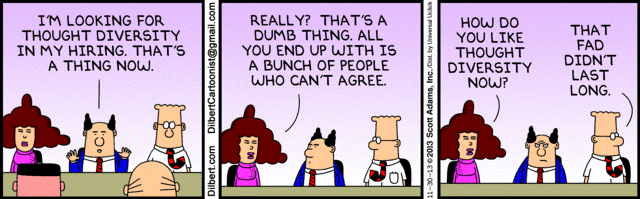 I'M LOOKING FOR
THOUGHT DIVERSITY
IN MY HIRING. THAT'S
A THING NOW.
Dilbert.com DilbertCartoonist@gmail.com
REALLY? THAT'S A
DUMB THING. ALL
YOU END UP WITH IS
A BUNCH OF PEOPLE
WHO CAN'T AGREE.
11-30-13 © 2013 Scott Adams, Inc. /Dist. by Universal Uclick
HOW DO
YOU LIKE
THOUGHT
DIVERSITY
NOW?
THAT
FAD
DIDN'T
LAST
LONG.